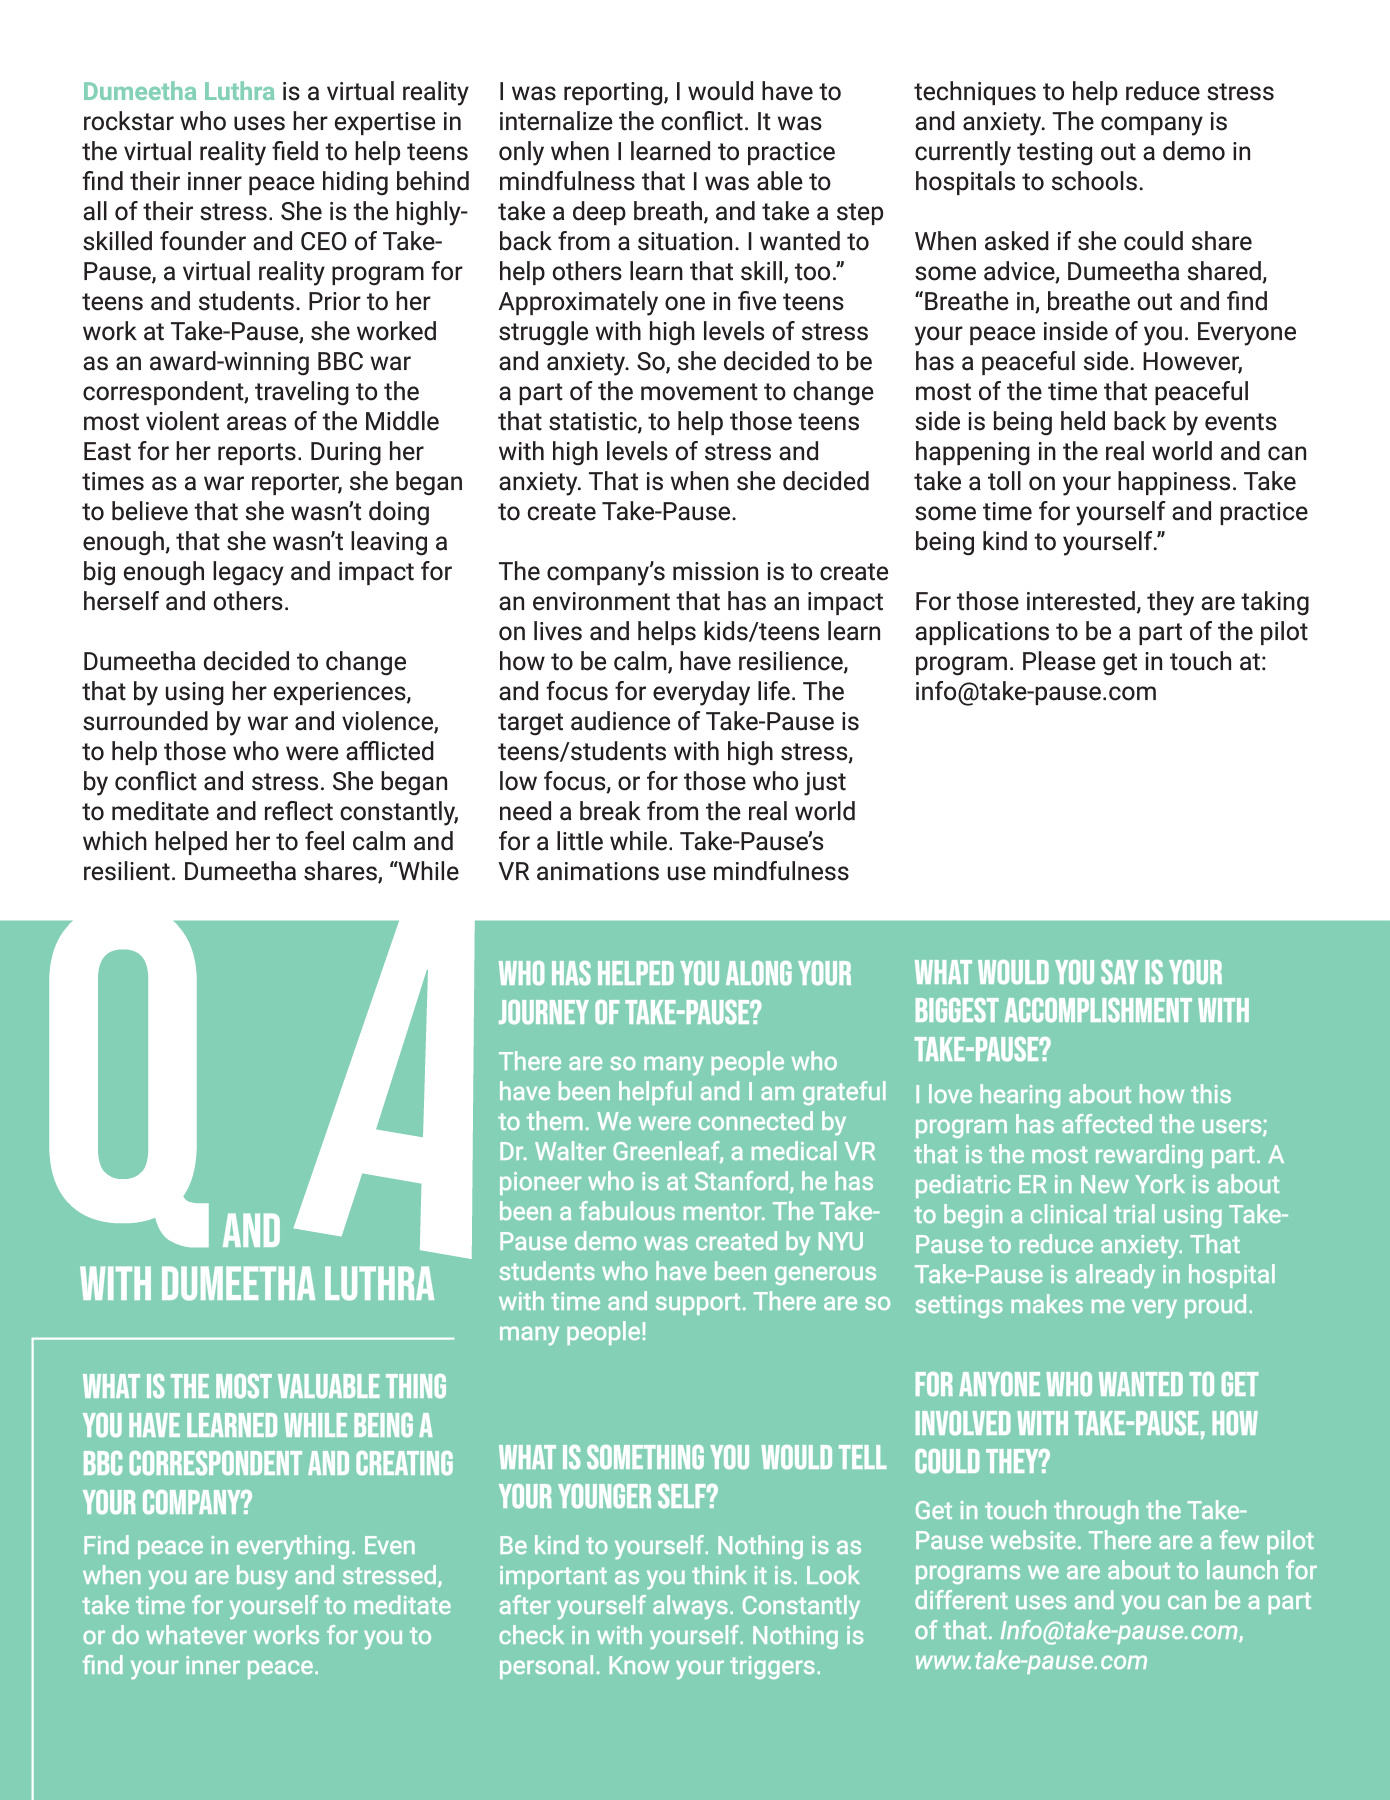 Dumeetha Luthra is a virtual reality
rockstar who uses her expertise in
the virtual reality field to help teens
find their inner peace hiding behind
all of their stress. She is the highly-
skilled founder and CEO of Take-
Pause, a virtual reality program for
teens and students. Prior to her
work at Take-Pause, she worked
as an award-winning BBC war
correspondent, traveling to the
most violent areas of the Middle
East for her reports. During her
times as a war reporter, she began
to believe that she wasn’t doing
enough, that she wasn’t leaving a
big enough legacy and impact for
herself and others.
Dumeetha decided to change
that by using her experiences,
surrounded by war and violence,
to help those who were afflicted
by conflict and stress. She began
to meditate and reflect constantly,
which helped her to feel calm and
resilient. Dumeetha shares, “While
I was reporting, I would have to
internalize the conflict. It was
only when I learned to practice
mindfulness that I was able to
take a deep breath, and take a step
back from a situation. I wanted to
help others learn that skill, too.”
Approximately one in five teens
struggle with high levels of stress
and anxiety. So, she decided to be
a part of the movement to change
that statistic, to help those teens
with high levels of stress and
anxiety. That is when she decided
to create Take-Pause.
The company’s mission is to create
an environment that has an impact
on lives and helps kids/teens learn
how to be calm, have resilience,
and focus for everyday life. The
target audience of Take-Pause is
teens/students with high stress,
low focus, or for those who just
need a break from the real world
for a little while. Take-Pause’s
VR animations use mindfulness
techniques to help reduce stress
and anxiety. The company is
currently testing out a demo in
hospitals to schools.
When asked if she could share
some advice, Dumeetha shared,
“Breathe in, breathe out and find
your peace inside of you. Everyone
has a peaceful side. However,
most of the time that peaceful
side is being held back by events
happening in the real world and can
take a toll on your happiness. Take
some time for yourself and practice
being kind to yourself.”
For those interested, they are taking
applications to be a part of the pilot
program. Please get in touch at:
info@take-pause.com
Q AND A
WITH DUMEETHA LUTHRA
WHAT IS THE MOST VALUABLE THING
YOU HAVE LEARNED WHILE BEING A
BBC CORRESPONDENT AND CREATING
YOUR COMPANY?
Find peace in everything. Even
when you are busy and stressed,
take time for yourself to meditate
or do whatever works for you to
find your inner peace.
WHO HAS HELPED YOU ALONG YOUR
JOURNEY OF TAKE-PAUSE?
There are so many people who
have been helpful and I am grateful
to them. We were connected by
Dr. Walter Greenleaf, a medical VR
pioneer who is at Stanford, he has
been a fabulous mentor. The Take-
Pause demo was created by NYU
students who have been generous
with time and support. There are so
many people!
WHAT IS SOMETHING YOU WOULD TELL
YOUR YOUNGER SELF?
Be kind to yourself. Nothing is as
important as you think it is. Look
after yourself always. Constantly
check in with yourself. Nothing is
personal. Know your triggers.
WHAT WOULD YOU SAY IS YOUR
BIGGEST ACCOMPLISHMENT WITH
TAKE-PAUSE?
I love hearing about how this
program has affected the users;
that is the most rewarding part. A
pediatric ER in New York is about
to begin a clinical trial using Take-
Pause to reduce anxiety. That
Take-Pause is already in hospital
settings makes me very proud.
FOR ANYONE WHO WANTED TO GET
INVOLVED WITH TAKE-PAUSE, HOW
COULD THEY?
Get in touch through the Take-
Pause website. There are a few pilot
programs we are about to launch for
different uses and you can be a part
of that. Info@take-pause.com,
www.take-pause.com